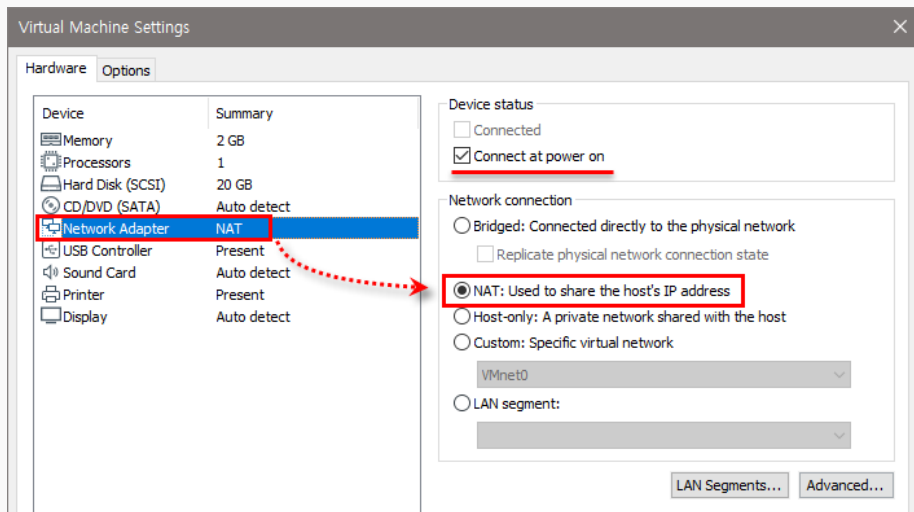 Virtual Machine Settings
Hardware
Options
Device Summary
Memory 2 GB
Processors 1
Hard Disk (SCSI) 20 GB
CD/DVD (SATA) Auto detect
Network Adapter NAT
USB Controller Present
Sound Card Auto detect
Printer Present
Display Auto detect
Device status
Connected
Connect at power on
Network connection
Bridged: Connected directly to the physical network
Replicate physical network connection state
NAT: Used to share the host's IP address
Host-only: A private network shared with the host
Custom: Specific virtual network
VMnet0
LAN segment:
LAN Segments... Advanced...